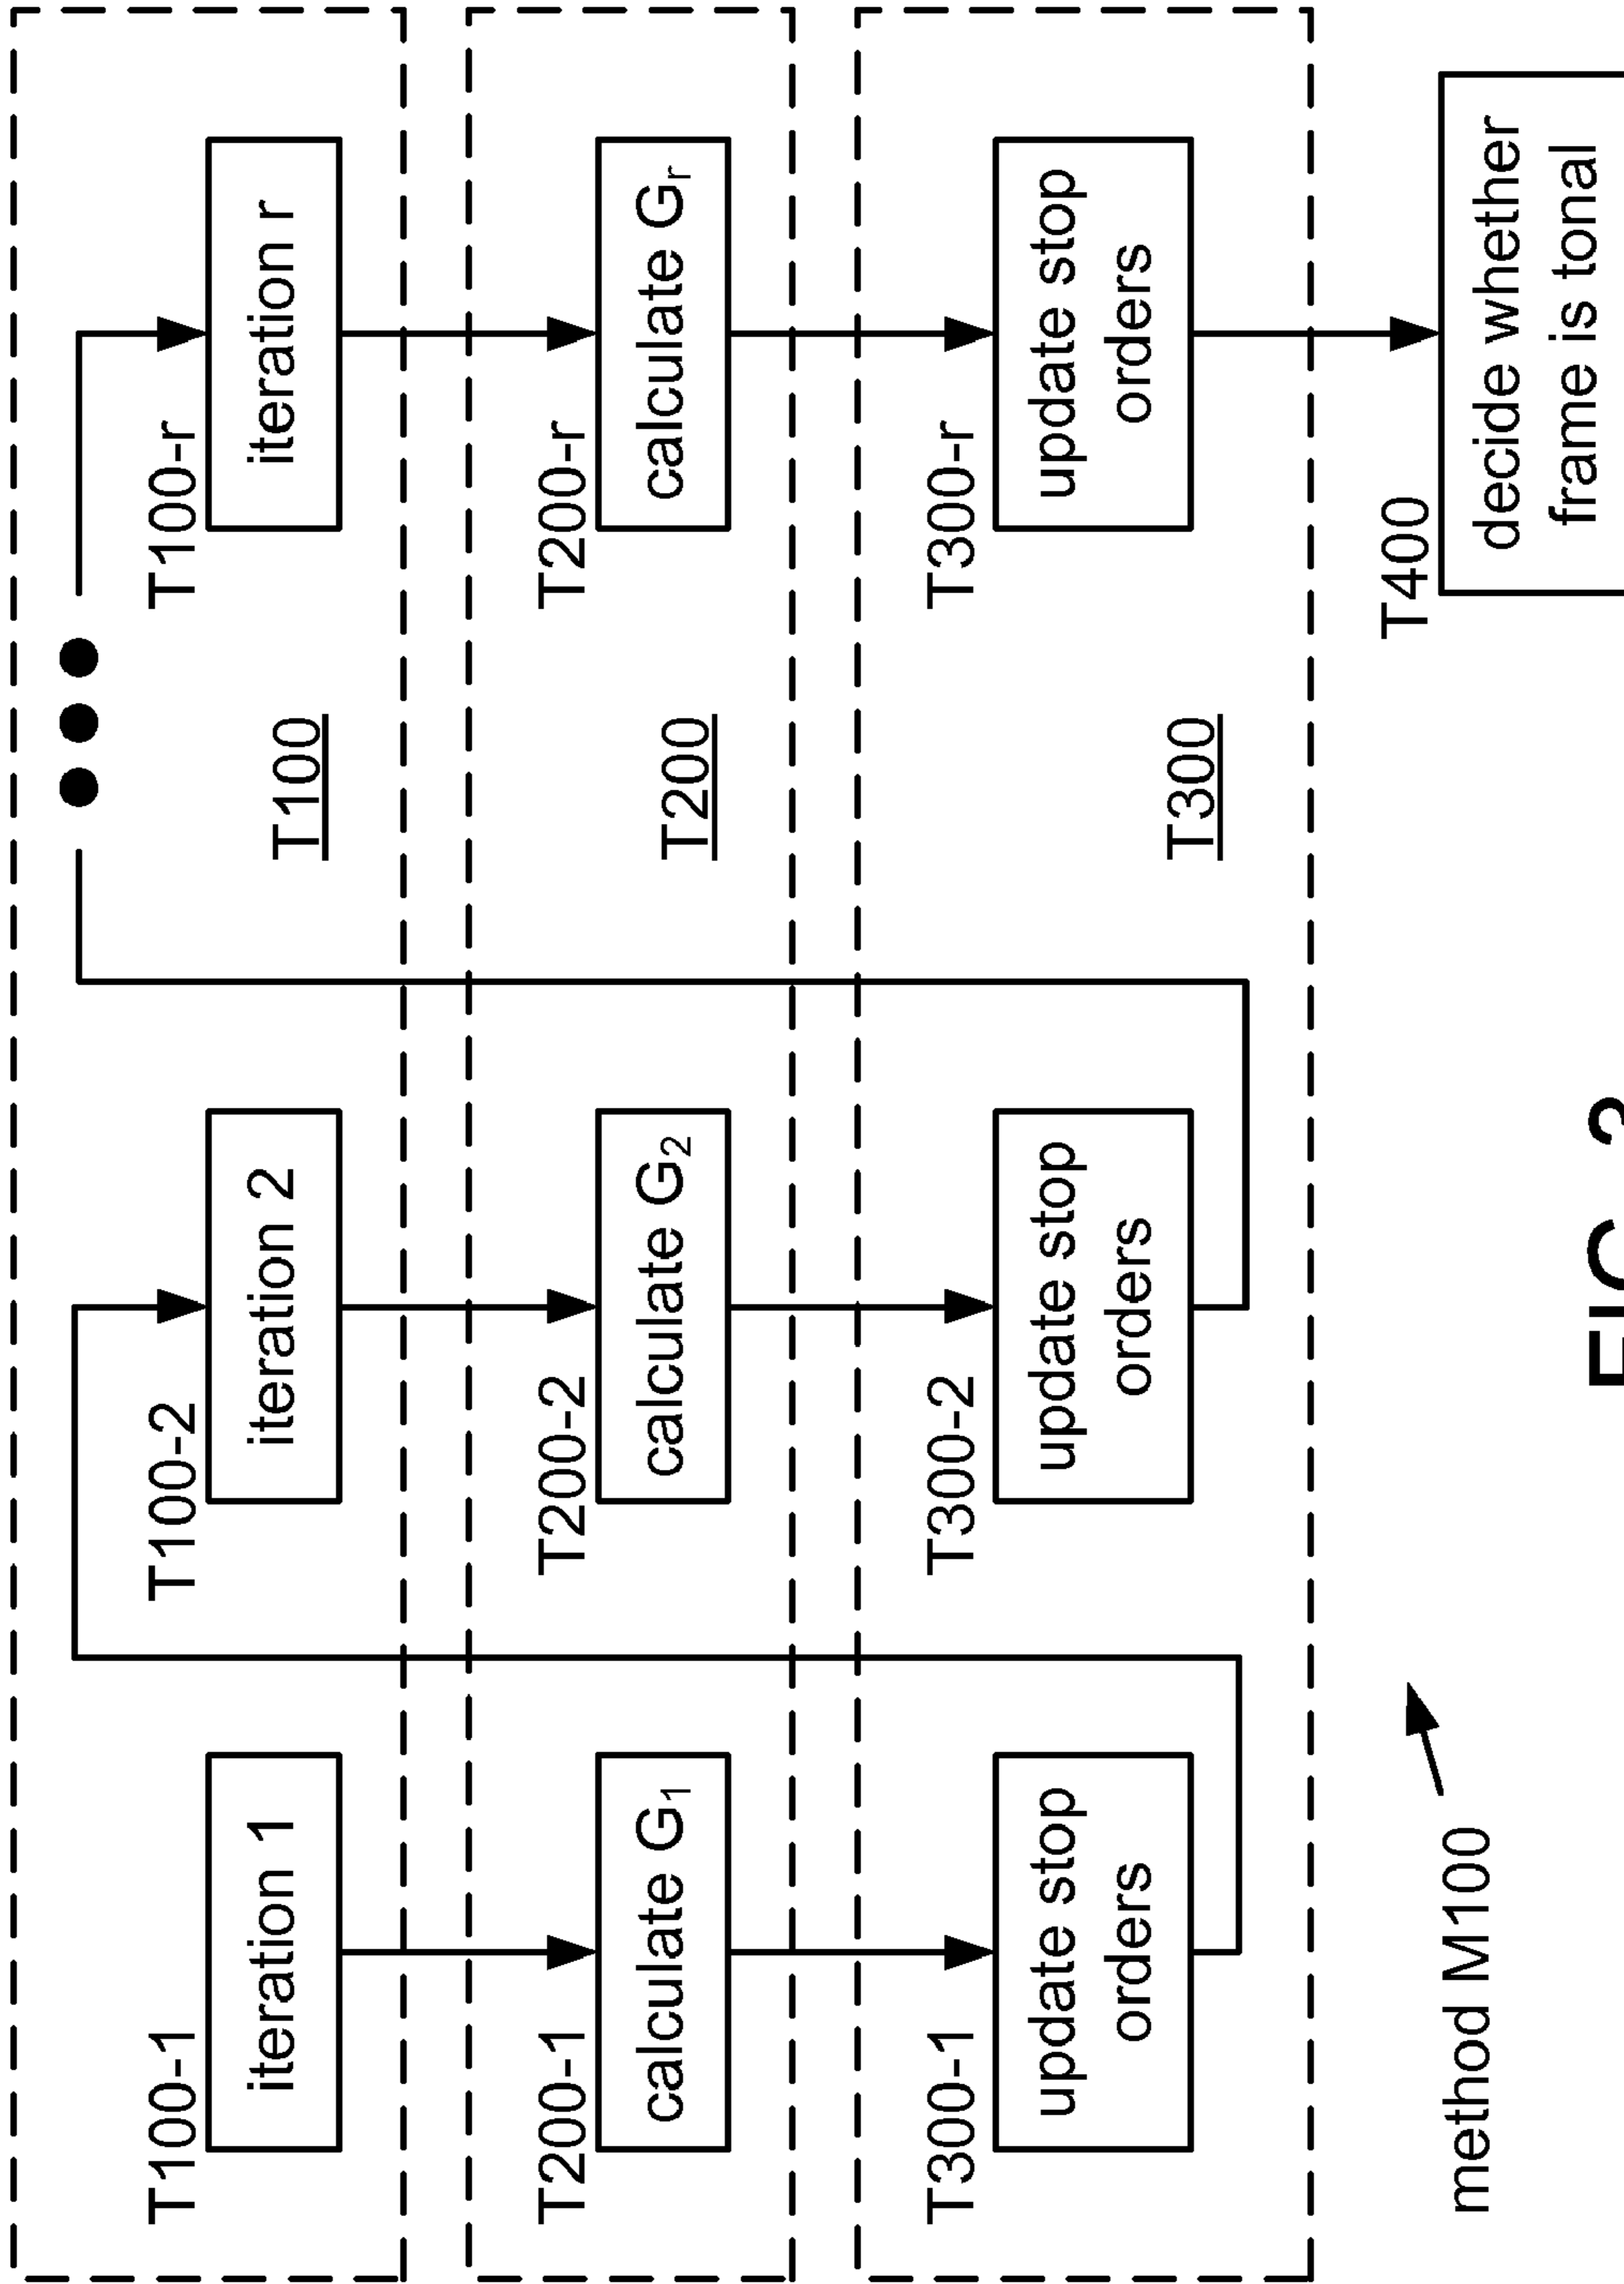 T100-1
iteration 1
T100-2
iteration 2
T100-r
iteration r
T100
T200-1
calculate G₁
T200-2
calculate G₂
T200-r
calculate Gᵣ
T200
T300-1
update stop
orders
T300-2
update stop
orders
T300-r
update stop
orders
T300
T400
decide whether
frame is tonal
method M100